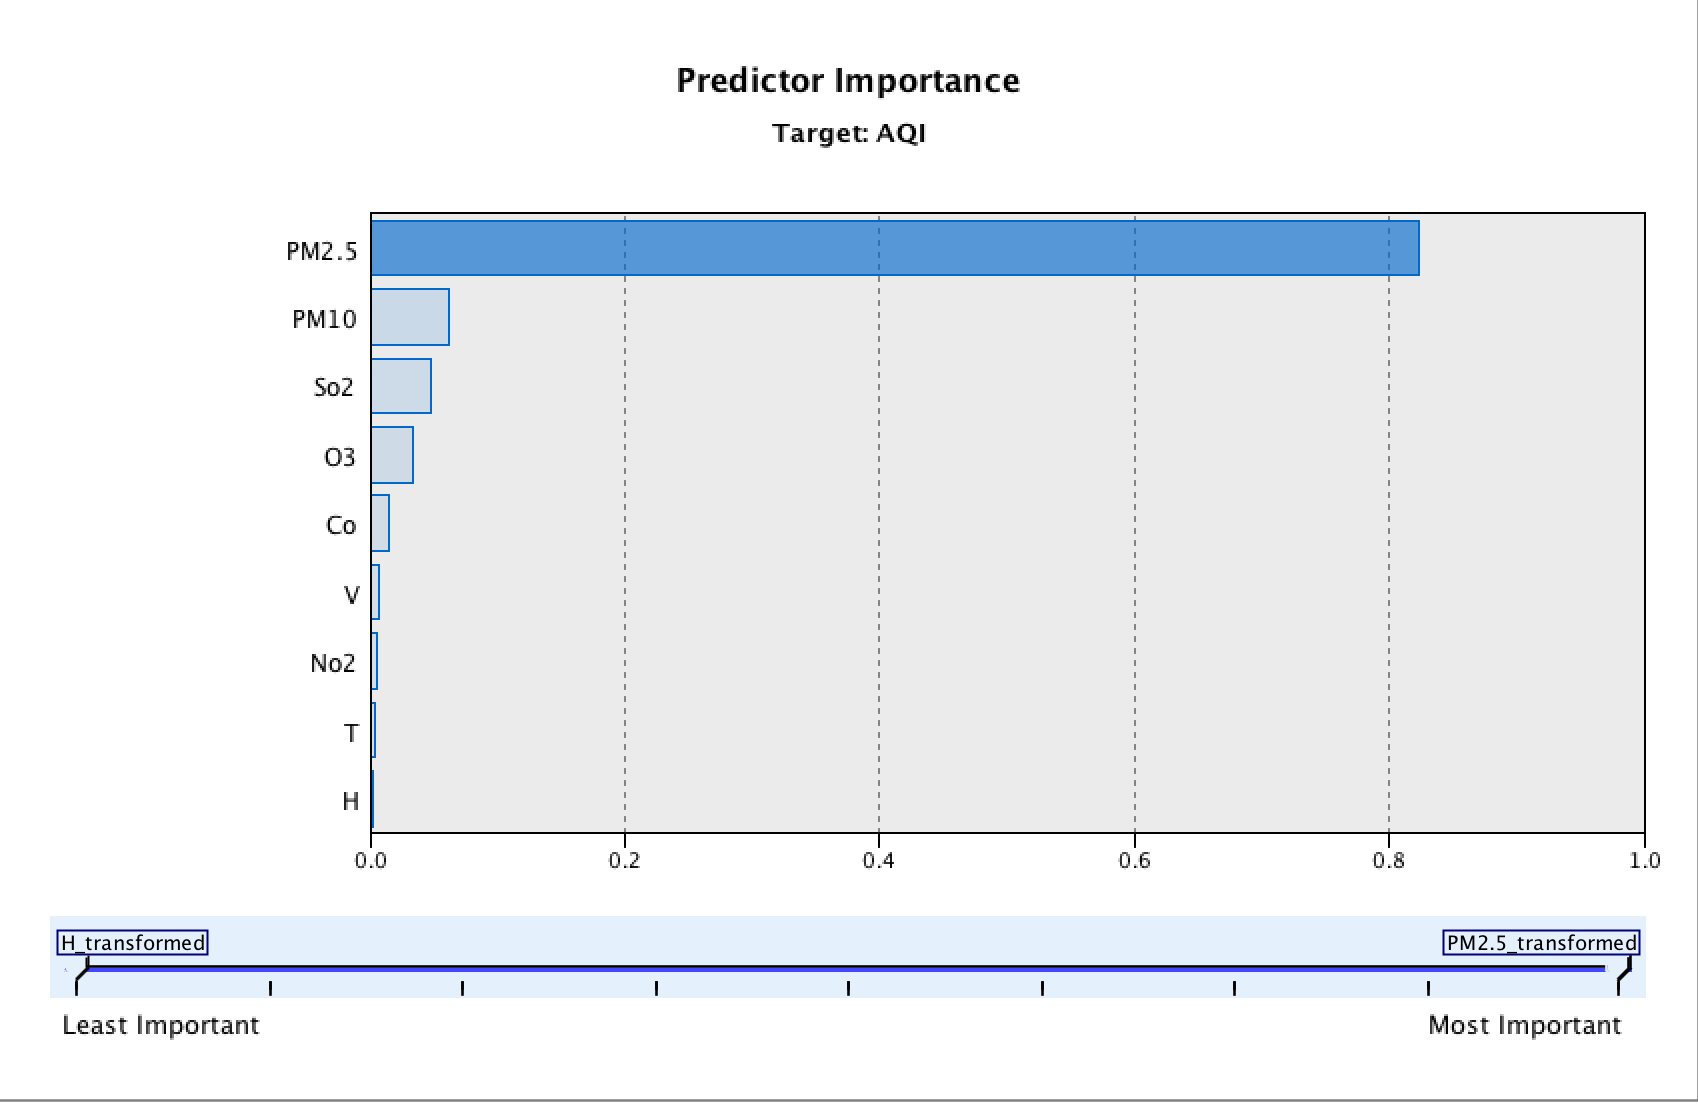 Predictor Importance
Target: AQI
PM2.5
PM10
So2
O3
Co
V
No2
T
H
0.0 0.2 0.4 0.6 0.8 1.0
H_transformed PM2.5_transformed
Least Important Most Important